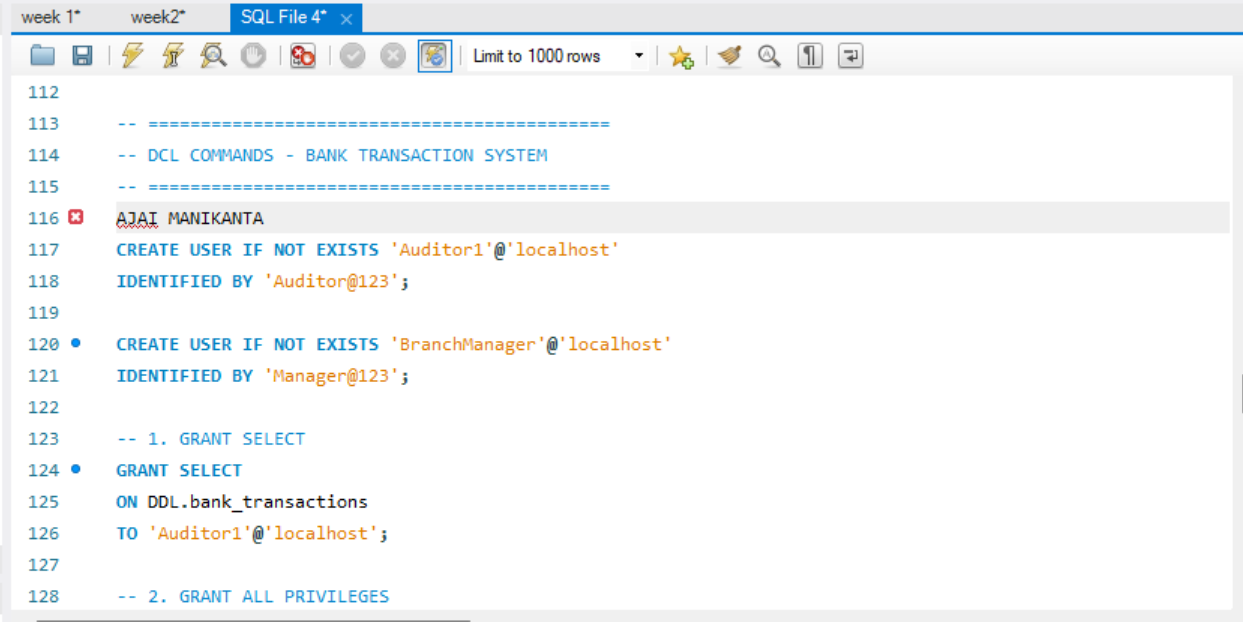 week 1* week2* SQL File 4* ×
Limit to 1000 rows
112
113 -- ============================================
114 -- DCL COMMANDS - BANK TRANSACTION SYSTEM
115 -- ============================================
116 AJAI MANIKANTA
117 CREATE USER IF NOT EXISTS 'Auditor1'@'localhost'
118 IDENTIFIED BY 'Auditor@123';
119
120 CREATE USER IF NOT EXISTS 'BranchManager'@'localhost'
121 IDENTIFIED BY 'Manager@123';
122
123 -- 1. GRANT SELECT
124 GRANT SELECT
125 ON DDL.bank_transactions
126 TO 'Auditor1'@'localhost';
127
128 -- 2. GRANT ALL PRIVILEGES